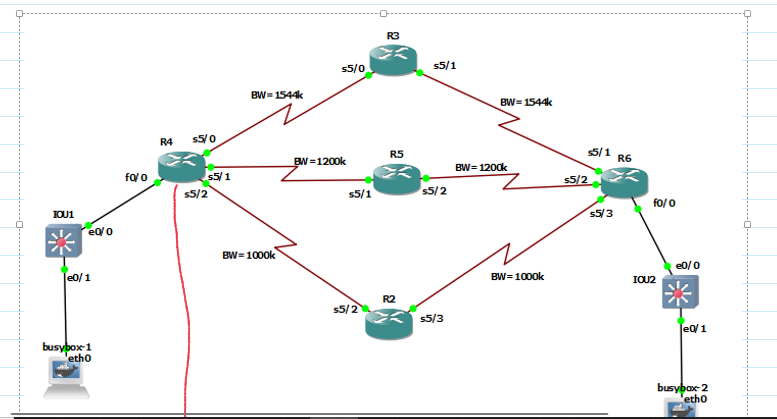 R3
s5/0
s5/1
BW=1544k
BW=1544k
R4
s5/0
R5
R6
s5/1
BW=1200k
BW=1200k
f0/0
s5/1
s5/1
s5/2
s5/2
s5/2
f0/0
s5/3
IOU1
e0/0
BW=1000k
BW=1000k
e0/0
IOU2
e0/1
R2
s5/2
s5/3
e0/1
busybox-1
eth0
busybox-2
eth0